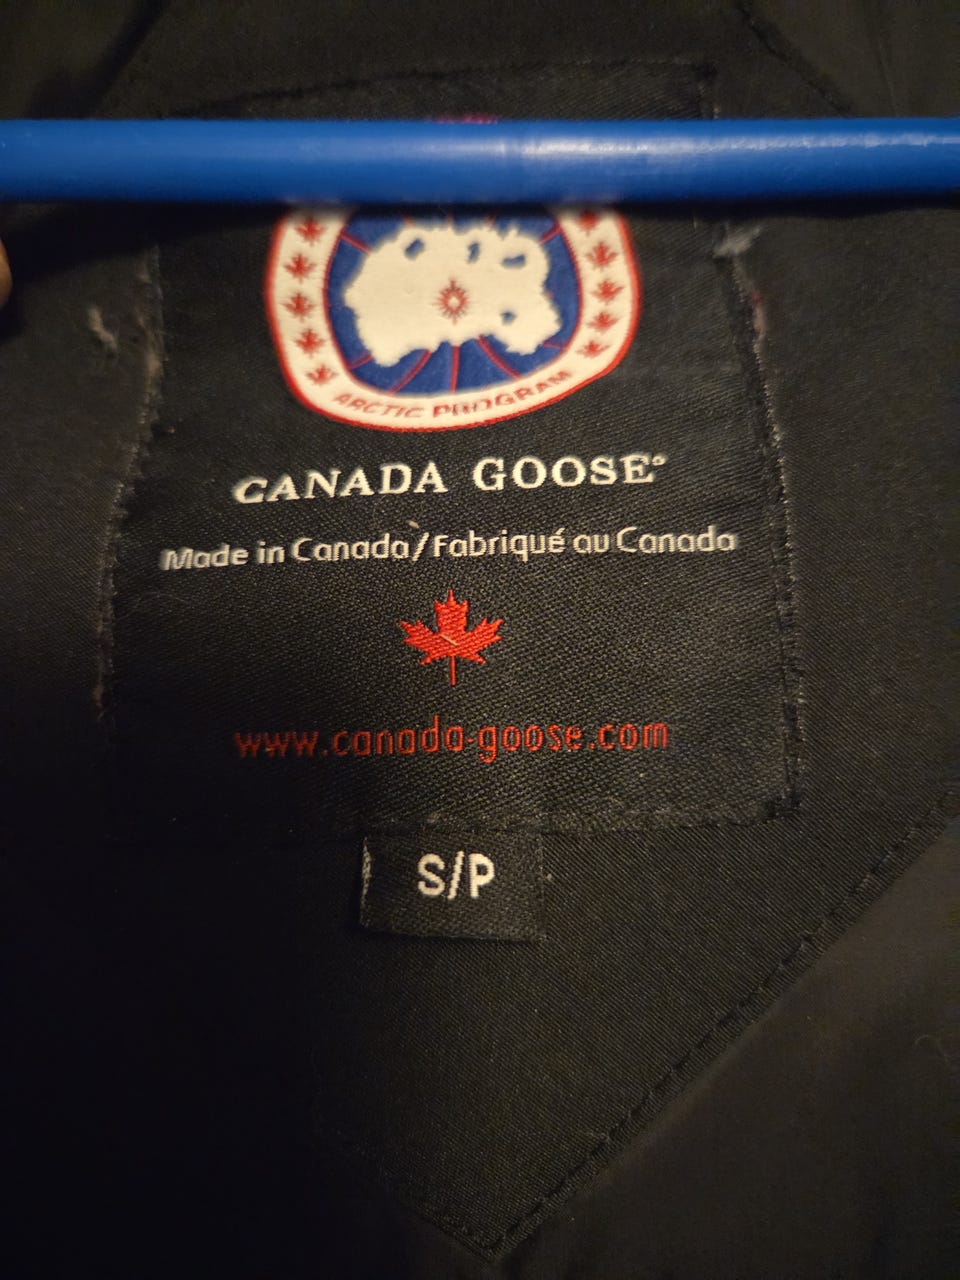 ARCTIC PROGRAM
CANADA GOOSE®
Made in Canada/Fabriqué au Canada
www.canada-goose.com
S/P